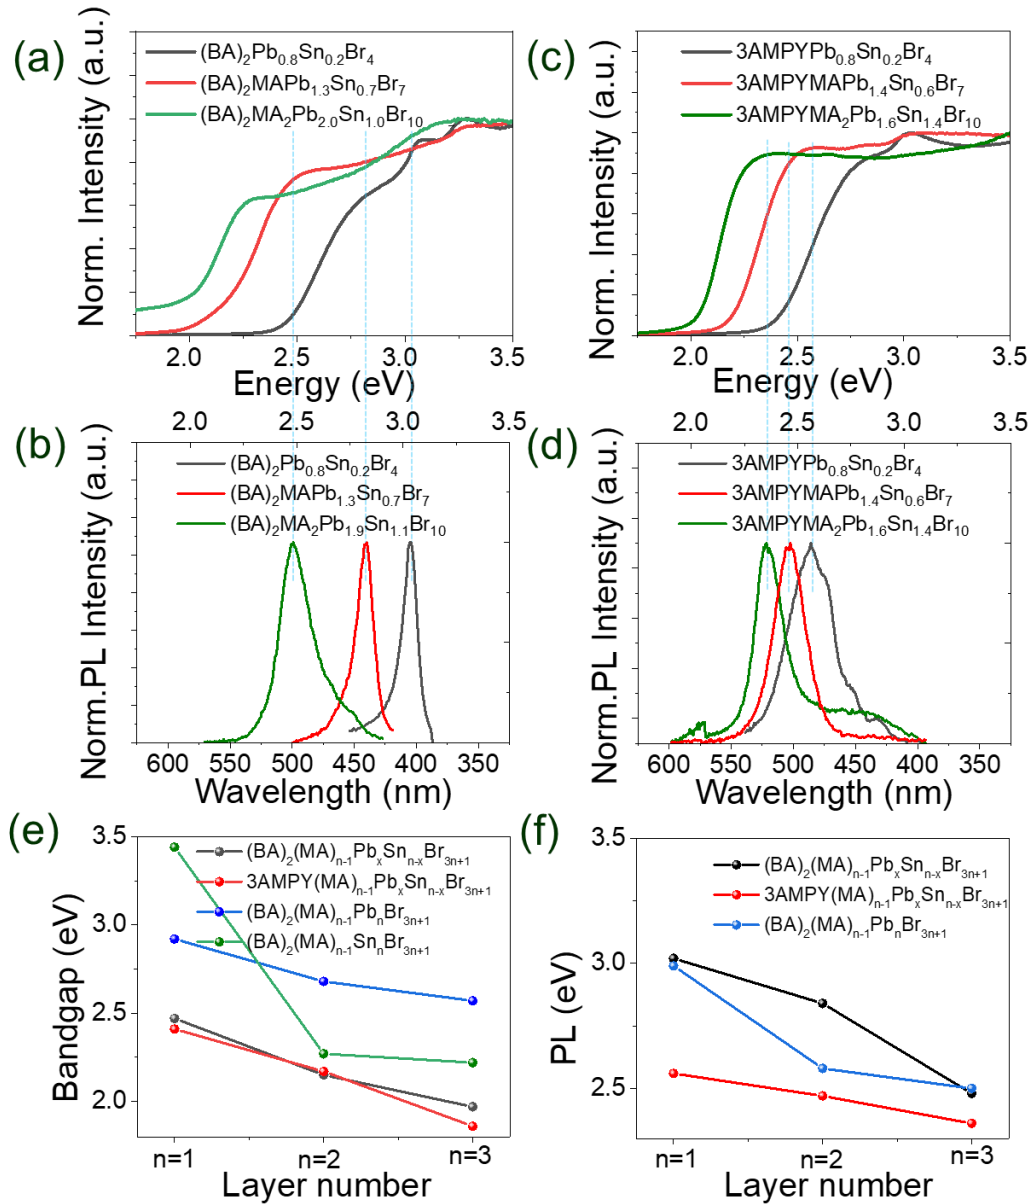 (a)
Norm. Intensity (a.u.)
(BA)₂Pb₀.₈Sn₀.₂Br₄
(BA)₂MAPb₁.₃Sn₀.₇Br₇
(BA)₂MA₂Pb₂.₀Sn₁.₀Br₁₀
2.0 2.5 3.0 3.5
Energy (eV)
(c)
Norm. Intensity (a.u.)
3AMPYPb₀.₈Sn₀.₂Br₄
3AMPYMAPb₁.₄Sn₀.₆Br₇
3AMPYMA₂Pb₁.₆Sn₁.₄Br₁₀
2.0 2.5 3.0 3.5
Energy (eV)
(b)
2.0 2.5 3.0 3.5
Norm.PL Intensity (a.u.)
(BA)₂Pb₀.₈Sn₀.₂Br₄
(BA)₂MAPb₁.₃Sn₀.₇Br₇
(BA)₂MA₂Pb₁.₉Sn₁.₁Br₁₀
600 550 500 450 400 350
Wavelength (nm)
(d)
2.0 2.5 3.0 3.5
Norm.PL Intensity (a.u.)
3AMPYPb₀.₈Sn₀.₂Br₄
3AMPYMAPb₁.₄Sn₀.₆Br₇
3AMPYMA₂Pb₁.₆Sn₁.₄Br₁₀
600 550 500 450 400 350
Wavelength (nm)
(e)
Bandgap (eV)
3.5
3.0
2.5
2.0
(BA)₂(MA)ₙ₋₁PbₓSnₙ₋ₓBr₃ₙ₊₁
3AMPY(MA)ₙ₋₁PbₓSnₙ₋ₓBr₃ₙ₊₁
(BA)₂(MA)ₙ₋₁PbₙBr₃ₙ₊₁
(BA)₂(MA)ₙ₋₁SnₙBr₃ₙ₊₁
n=1 n=2 n=3
Layer number
(f)
PL (eV)
3.5
3.0
2.5
(BA)₂(MA)ₙ₋₁PbₓSnₙ₋ₓBr₃ₙ₊₁
3AMPY(MA)ₙ₋₁PbₓSnₙ₋ₓBr₃ₙ₊₁
(BA)₂(MA)ₙ₋₁PbₙBr₃ₙ₊₁
n=1 n=2 n=3
Layer number